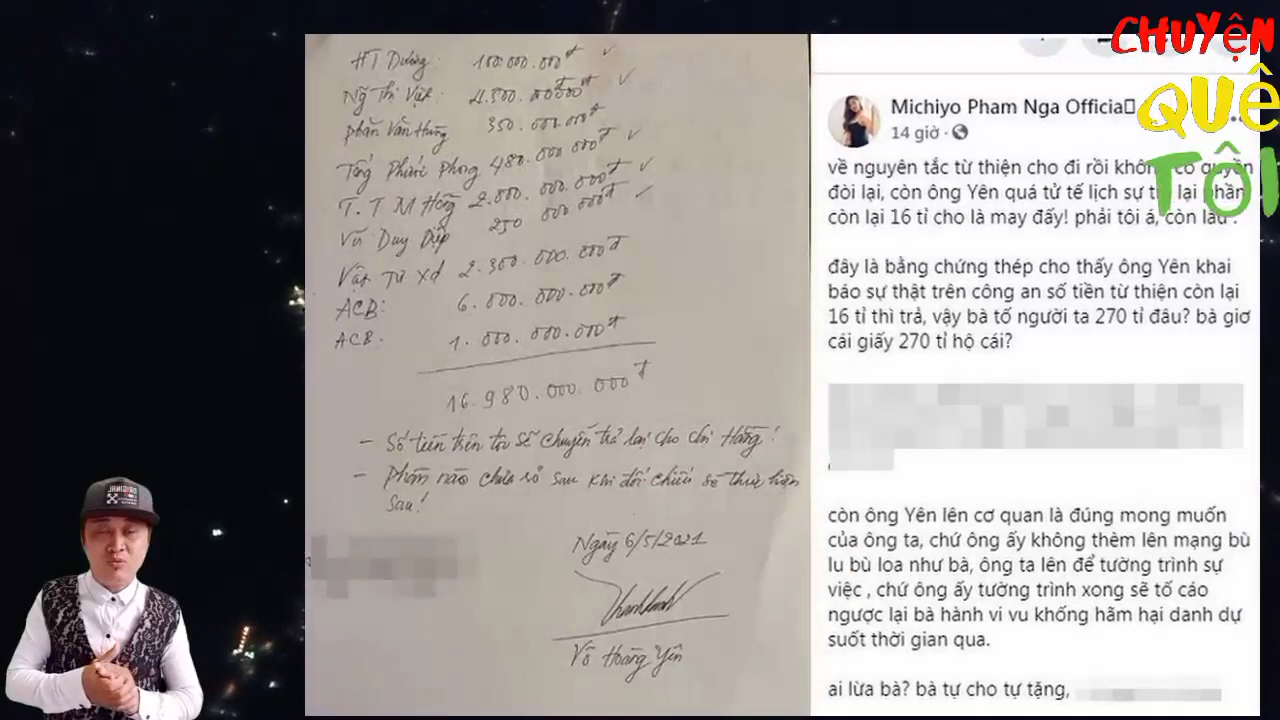 HT Dương: 100.000.000đ ✓
Ng Thị Việt: 4.500.000.000đ ✓
Phan Văn Hưng 350.000.000đ
Tống Phước Phong 480.000.000đ ✓
T.T M Hồng 2.000.000.000đ ✓
Vũ Duy Điệp 250 000 000đ ✓
Vật Tư Xd 2.300.000.000đ
ACB: 6.000.000.000đ
ACB. 1.000.000.000đ
16.980.000.000đ
- Số tiền trên tôi sẽ chuyển trả lại cho chị Hằng!
- Phần nào chưa rõ sau khi đối chiếu sẽ thực hiện
sau!
Ngày 6/5/2021
Võ Hoàng Yên
CHUYỆN
QUÊ
TÔI
Michiyo Pham Nga Officia
14 giờ ·
về nguyên tắc từ thiện cho đi rồi không có quyền
đòi lại, còn ông Yên quá tử tế lịch sự trả lại phần
còn lại 16 tỉ cho là may đấy! phải tôi á, còn lâu .
đây là bằng chứng thép cho thấy ông Yên khai
báo sự thật trên công an số tiền từ thiện còn lại
16 tỉ thì trả, vậy bà tố người ta 270 tỉ đâu? bà giơ
cái giấy 270 tỉ hộ cái?
còn ông Yên lên cơ quan là đúng mong muốn
của ông ta, chứ ông ấy không thèm lên mạng bù
lu bù loa như bà, ông ta lên để tường trình sự
việc , chứ ông ấy tường trình xong sẽ tố cáo
ngược lại bà hành vi vu khống hãm hại danh dự
suốt thời gian qua.
ai lừa bà? bà tự cho tự tặng,
ORIGINAL